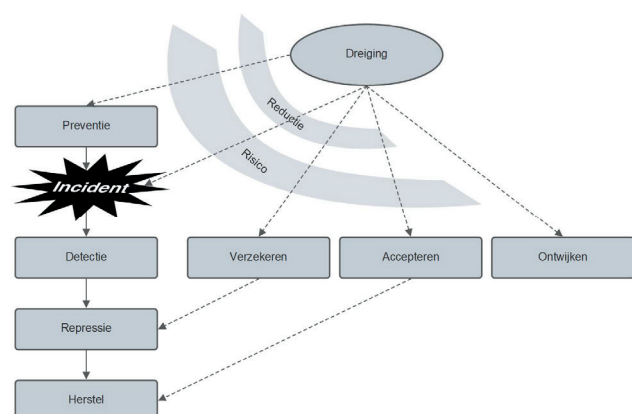 Dreiging
Reductie
Preventie
Risico
Incident
Detectie
Verzekeren
Accepteren
Ontwijken
Repressie
Herstel